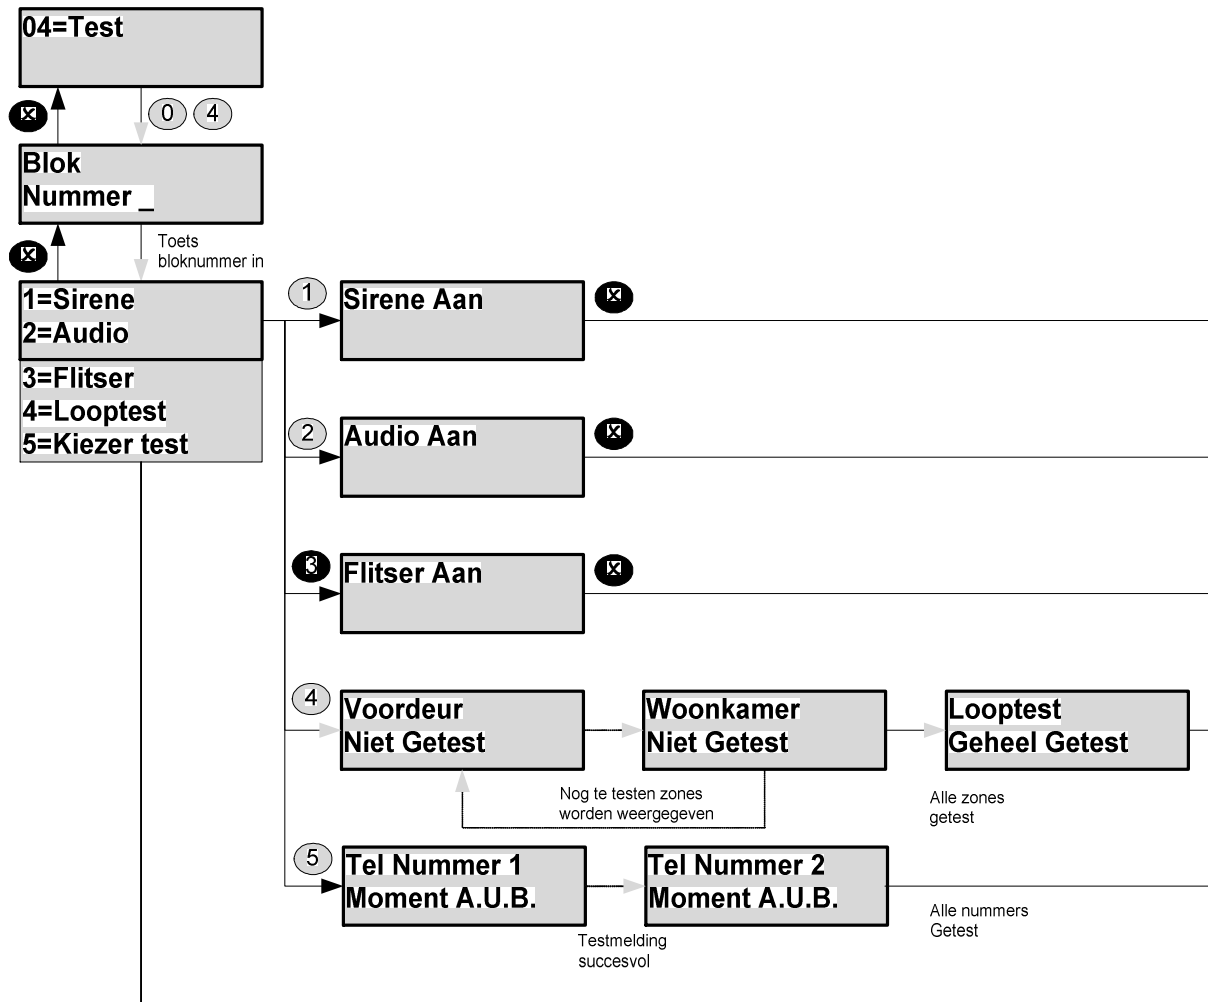 04=Test
x
0 4
Blok
Nummer _
x
Toets
bloknummer in
1=Sirene
2=Audio
3=Flitser
4=Looptest
5=Kiezer test
1
Sirene Aan
x
2
Audio Aan
x
3
Flitser Aan
x
4
Voordeur
Niet Getest
Woonkamer
Niet Getest
Looptest
Geheel Getest
Nog te testen zones
worden weergegeven
Alle zones
getest
5
Tel Nummer 1
Moment A.U.B.
Tel Nummer 2
Moment A.U.B.
Testmelding
succesvol
Alle nummers
Getest